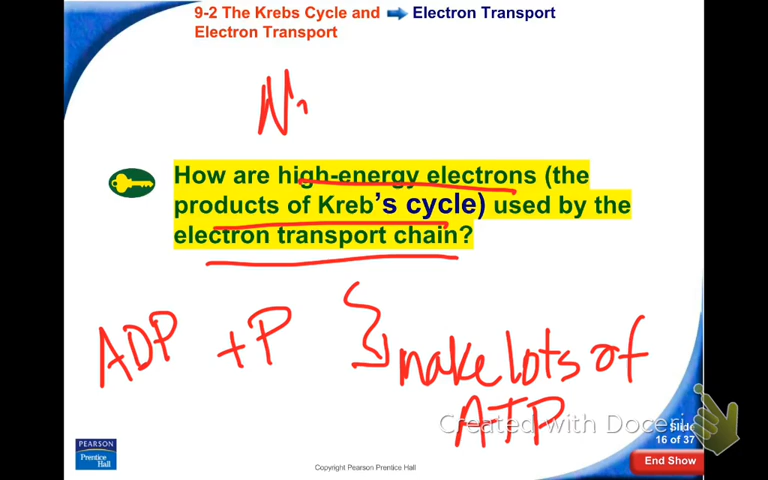 9-2 The Krebs Cycle and Electron Transport
Electron Transport
How are high-energy electrons (the
products of Kreb's cycle) used by the
electron transport chain?
ADP + P } make lots of
ATP
Created with Doceri
Slide
16 of 37
End Show
PEARSON
Prentice
Hall
Copyright Pearson Prentice Hall